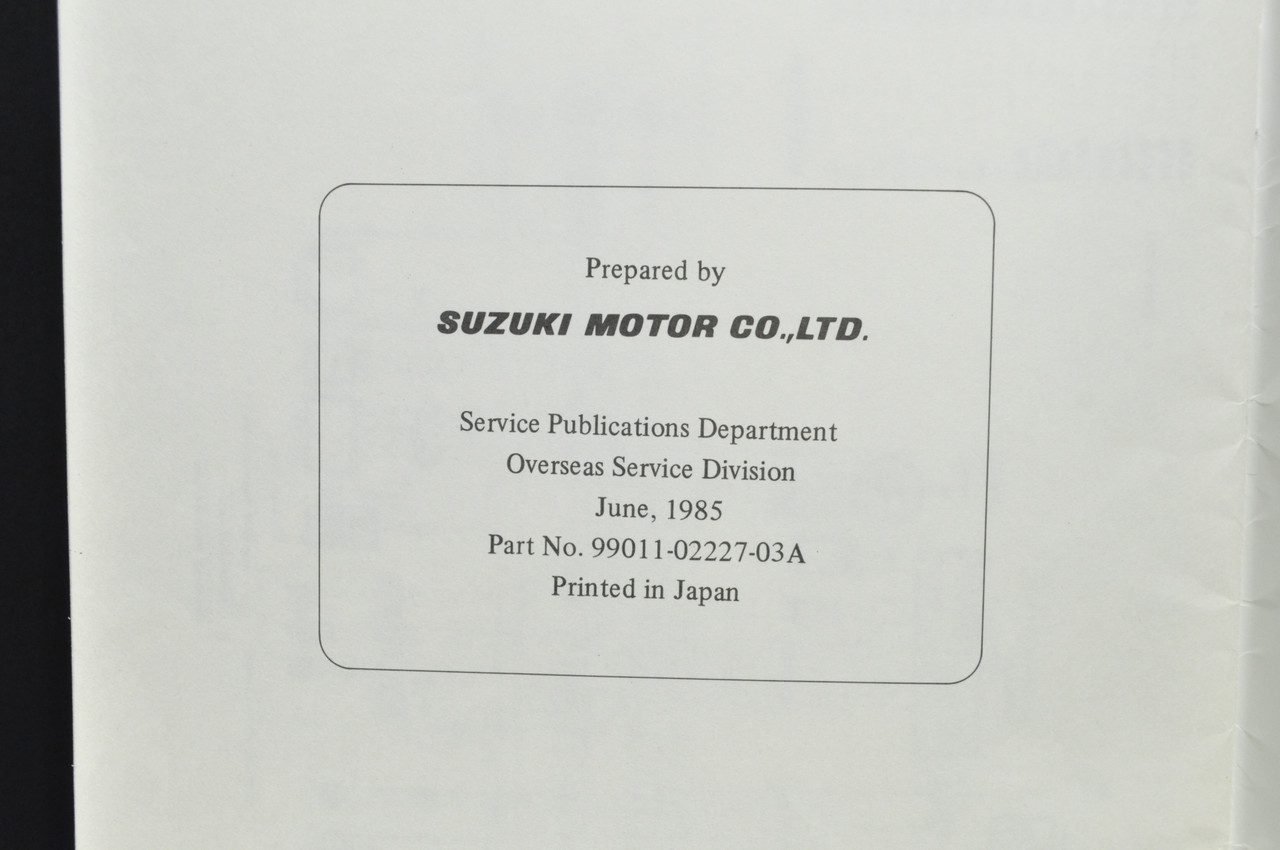 Prepared by
SUZUKI MOTOR CO.,LTD.
Service Publications Department
Overseas Service Division
June, 1985
Part No. 99011-02227-03A
Printed in Japan